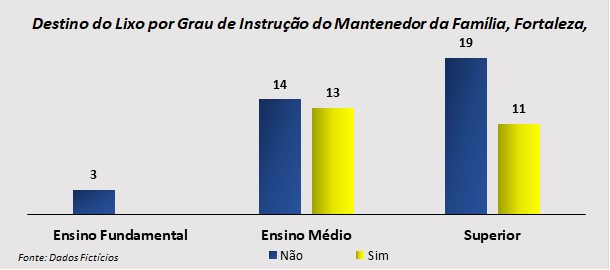 Destino do Lixo por Grau de Instrução do Mantenedor da Família, Fortaleza,
19
14
13
11
3
Ensino Fundamental Ensino Médio Superior
Fonte: Dados Fictícios
Não Sim